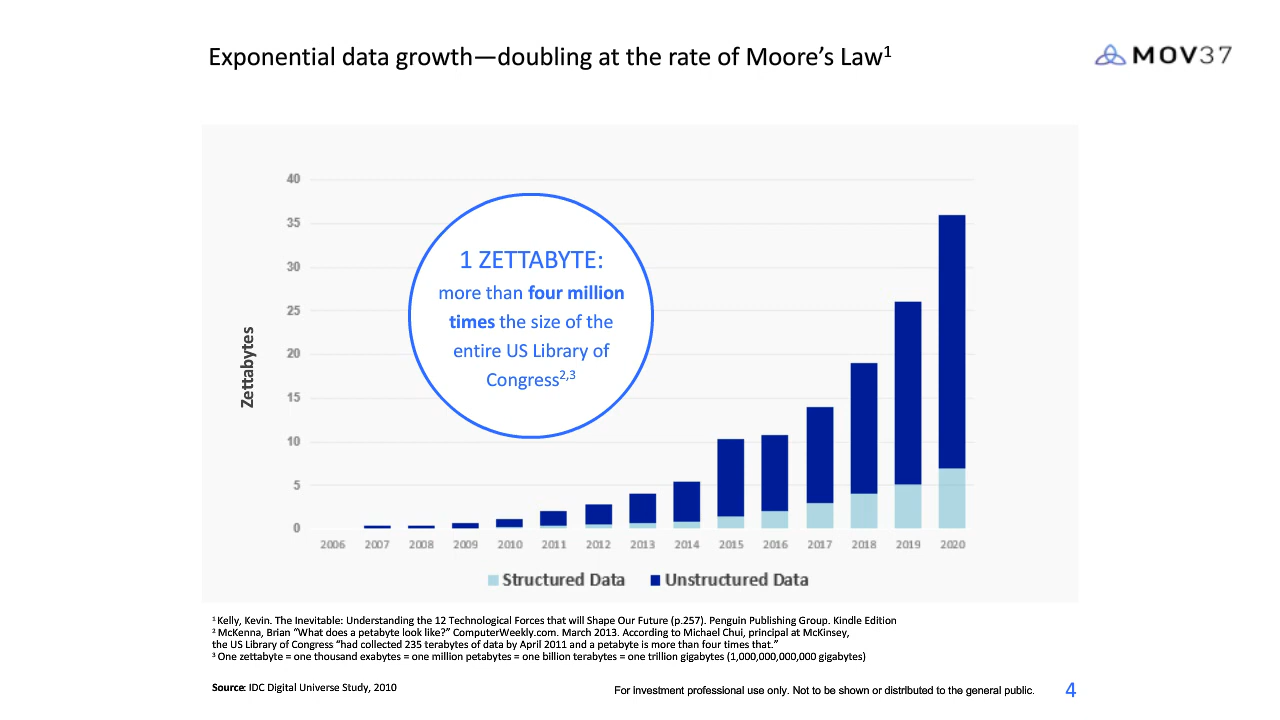 Exponential data growth—doubling at the rate of Moore's Law¹
MOV37
40
35
30
25
20
15
10
5
0
Zettabytes
1 ZETTABYTE:
more than four million
times the size of the
entire US Library of
Congress²,³
2006 2007 2008 2009 2010 2011 2012 2013 2014 2015 2016 2017 2018 2019 2020
Structured Data Unstructured Data
¹ Kelly, Kevin. The Inevitable: Understanding the 12 Technological Forces that will Shape Our Future (p.257). Penguin Publishing Group. Kindle Edition
² McKenna, Brian “What does a petabyte look like?” ComputerWeekly.com. March 2013. According to Michael Chui, principal at McKinsey,
the US Library of Congress “had collected 235 terabytes of data by April 2011 and a petabyte is more than four times that.”
³ One zettabyte = one thousand exabytes = one million petabytes = one billion terabytes = one trillion gigabytes (1,000,000,000,000 gigabytes)
Source: IDC Digital Universe Study, 2010
For investment professional use only. Not to be shown or distributed to the general public.
4